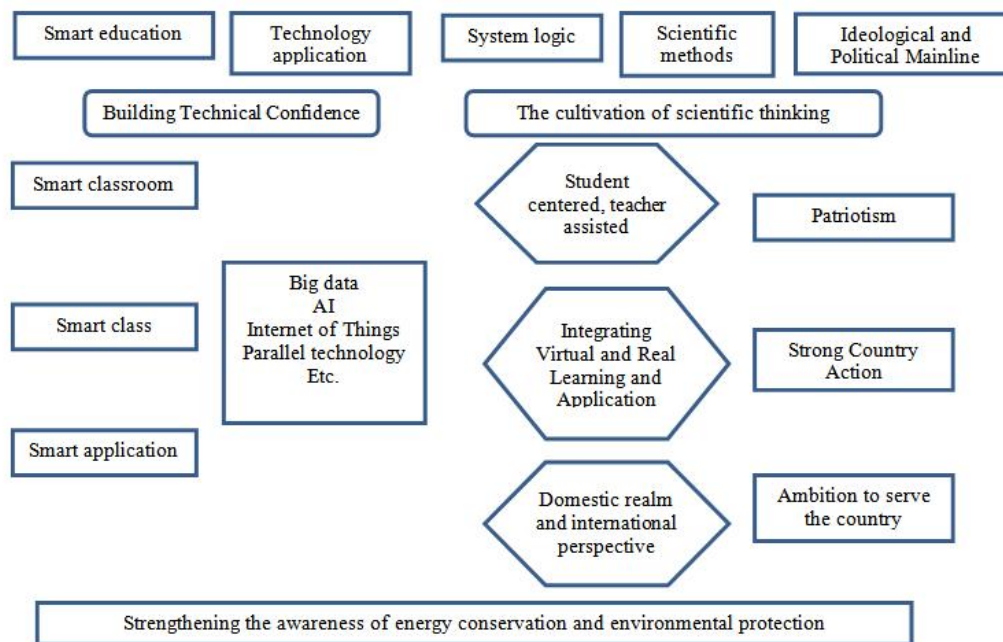 Smart education
Technology
application
System logic
Scientific
methods
Ideological and
Political Mainline
Building Technical Confidence
The cultivation of scientific thinking
Smart classroom
Student
centered, teacher
assisted
Patriotism
Big data
AI
Internet of Things
Parallel technology
Etc.
Smart class
Integrating
Virtual and Real
Learning and
Application
Strong Country
Action
Smart application
Domestic realm
and international
perspective
Ambition to serve
the country
Strengthening the awareness of energy conservation and environmental protection